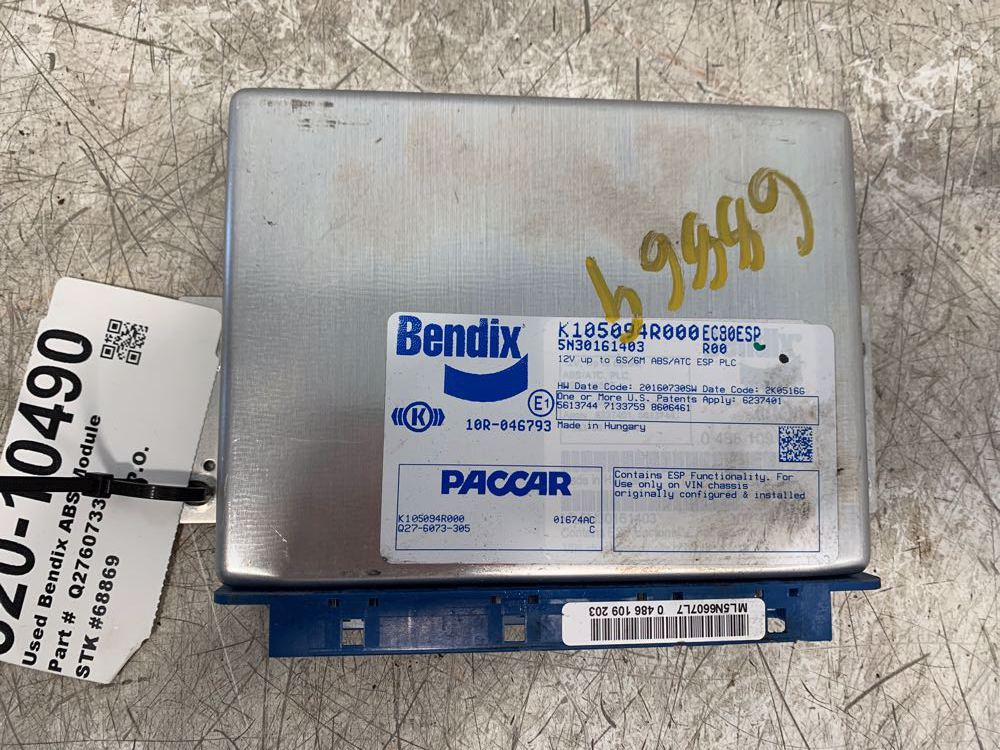 Bendix
K105094R000 EC80ESP
5N30161403 R00
12V up to 6S/6M ABS/ATC ESP PLC
HW Date Code: 20160730SW Date Code: 2K0516G
One or More U.S. Patents Apply: 6237401
5613744 7133759 8606461
E1
K
10R-046793
Made in Hungary
PACCAR
K105094R000 01674AC
Q27-6073-305 C
Contains ESP Functionality. For
Use only on VIN chassis
originally configured & installed
ML5N6607L7 0 486 109 203
Used Bendix ABS Module
Part # Q2760733 P.o.
STK #68869